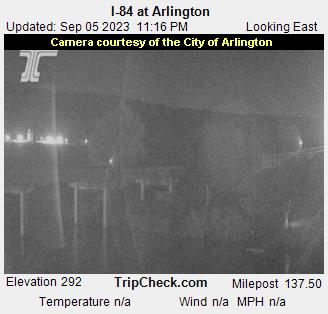 I-84 at Arlington
Updated: Sep 05 2023 11:16 PM Looking East
Camera courtesy of the City of Arlington
Elevation 292 TripCheck.com Milepost 137.50
Temperature n/a Wind n/a MPH n/a